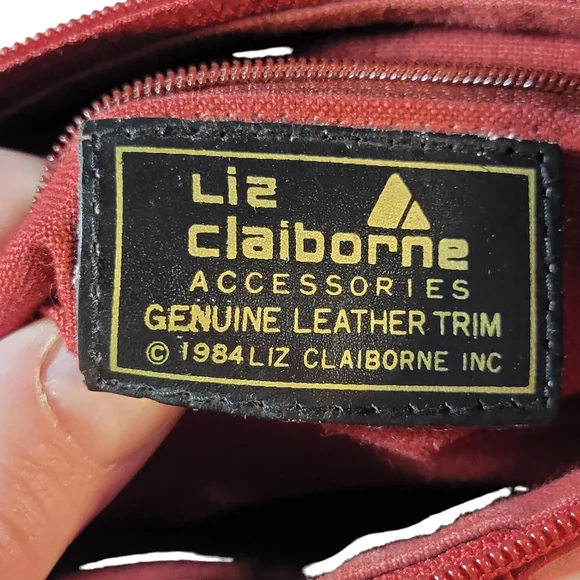 Liz
claiborne
ACCESSORIES
GENUINE LEATHER TRIM
© 1984 LIZ CLAIBORNE INC